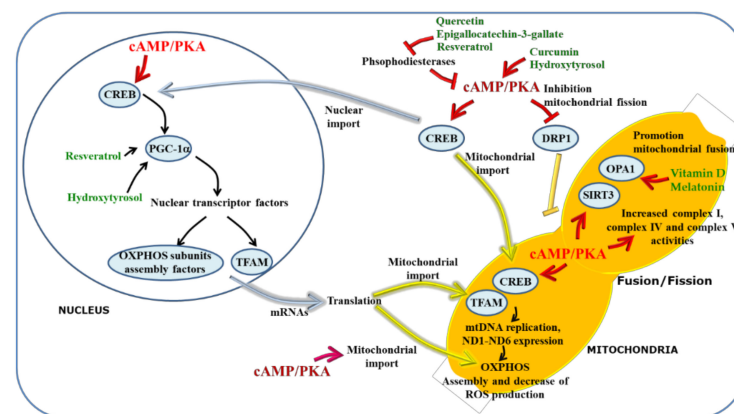 cAMP/PKA
CREB
Resveratrol
PGC-1α
Hydroxytyrosol
Nuclear transcriptor factors
OXPHOS subunits
assembly factors
TFAM
NUCLEUS
mRNAs
Translation
Nuclear
import
Quercetin
Epigallocatechin-3-gallate
Resveratrol
Phsophodiesterases
Curcumin
Hydroxytyrosol
cAMP/PKA
Inhibition
mitochondrial fission
CREB
DRP1
Mitochondrial
import
Promotion
mitochondrial fusion
OPA1
Vitamin D
Melatonin
SIRT3
Increased complex I,
complex IV and complex V
activities
cAMP/PKA
Fusion/Fission
Mitochondrial
import
CREB
TFAM
mtDNA replication,
ND1-ND6 expression
MITOCHONDRIA
OXPHOS
Assembly and decrease of
ROS production
cAMP/PKA
Mitochondrial
import